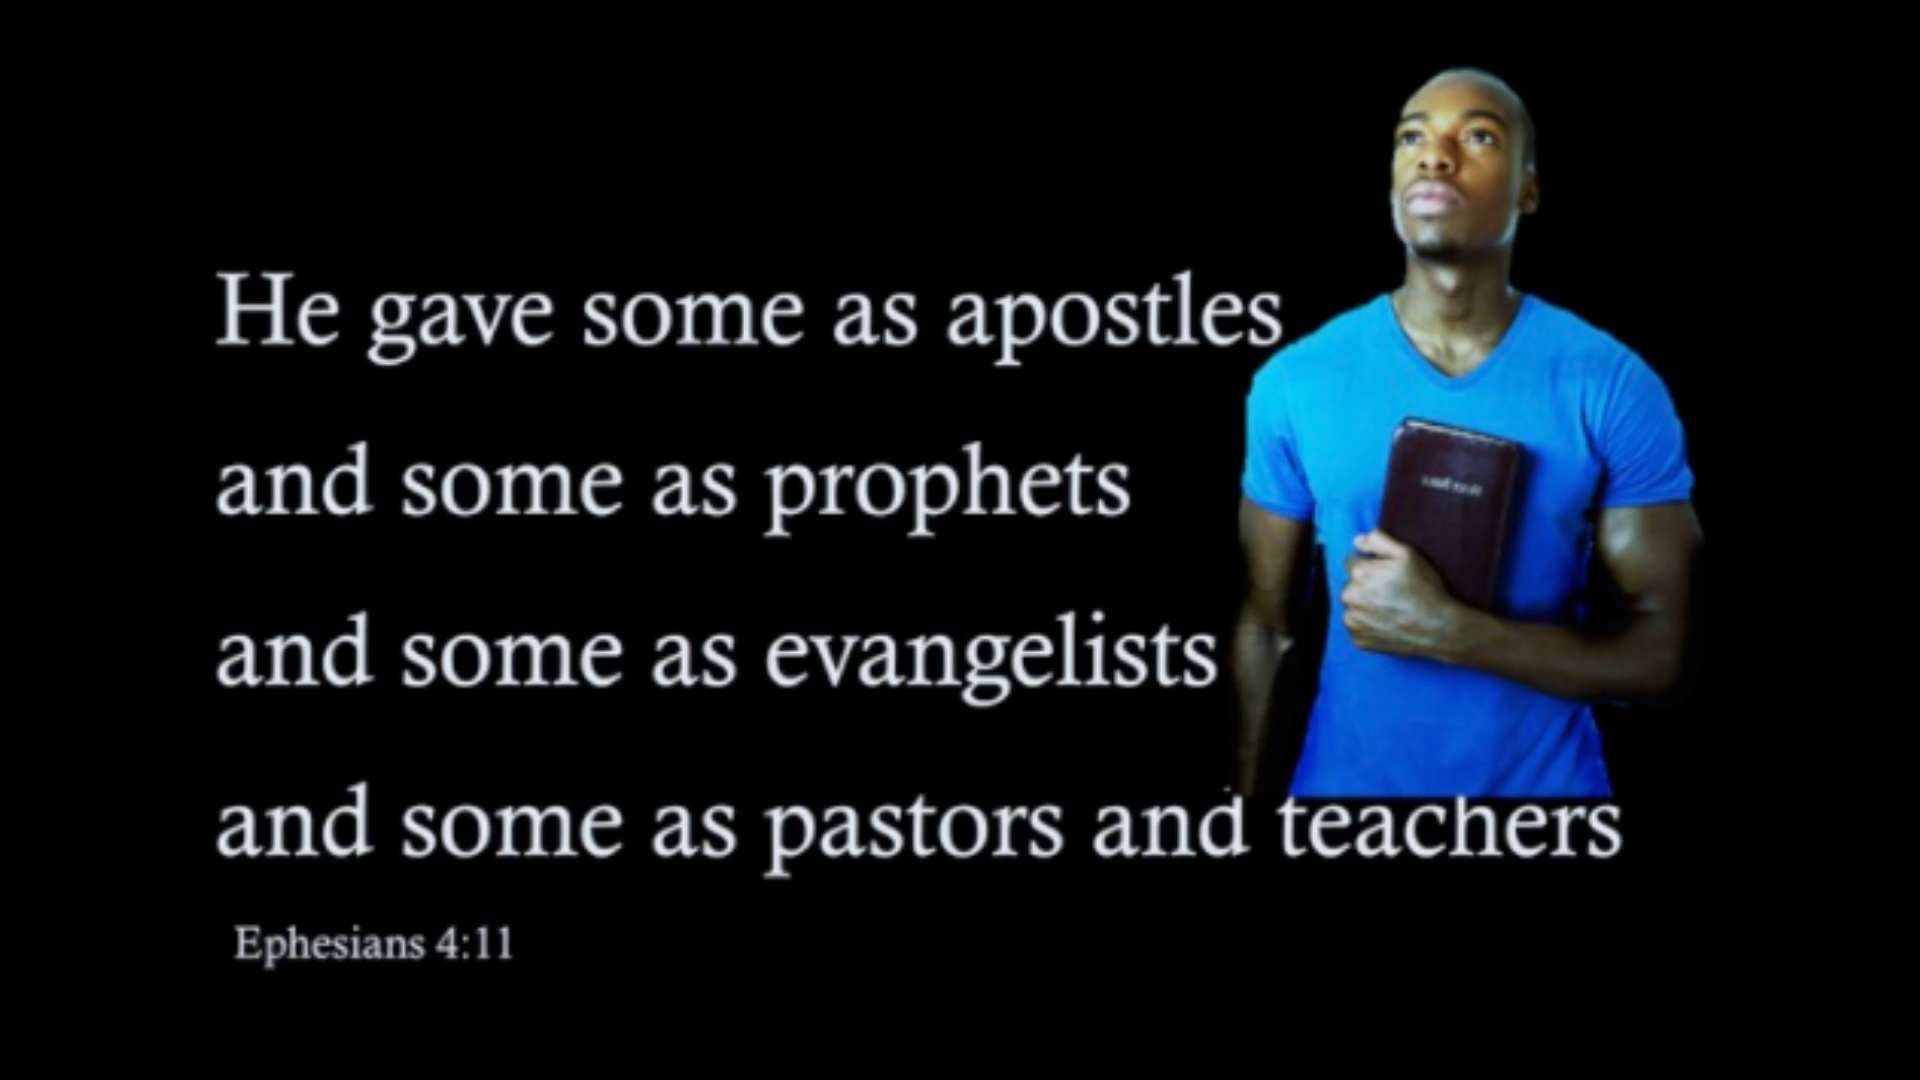 He gave some as apostles
and some as prophets
and some as evangelists
and some as pastors and teachers
Ephesians 4:11